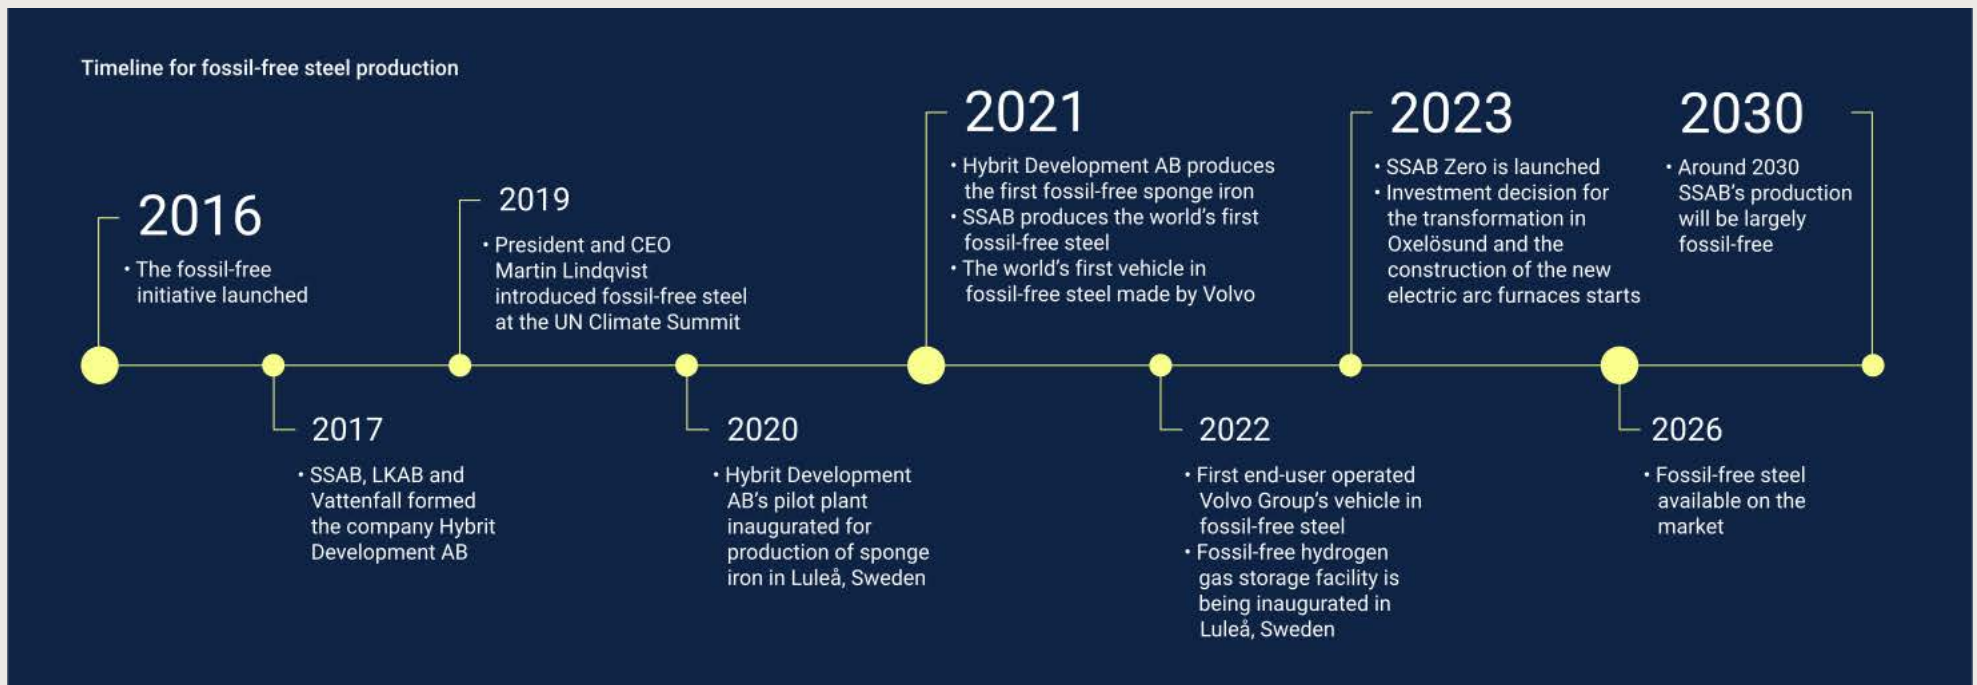 Timeline for fossil-free steel production
2016
• The fossil-free
initiative launched
2017
• SSAB, LKAB and
Vattenfall formed
the company Hybrit
Development AB
2019
• President and CEO
Martin Lindqvist
introduced fossil-free steel
at the UN Climate Summit
2020
• Hybrit Development
AB's pilot plant
inaugurated for
production of sponge
iron in Luleå, Sweden
2021
• Hybrit Development AB produces
the first fossil-free sponge iron
• SSAB produces the world's first
fossil-free steel
• The world's first vehicle in
fossil-free steel made by Volvo
2022
• First end-user operated
Volvo Group's vehicle in
fossil-free steel
• Fossil-free hydrogen
gas storage facility is
being inaugurated in
Luleå, Sweden
2023
• SSAB Zero is launched
• Investment decision for
the transformation in
Oxelösund and the
construction of the new
electric arc furnaces starts
2026
• Fossil-free steel
available on the
market
2030
• Around 2030
SSAB's production
will be largely
fossil-free